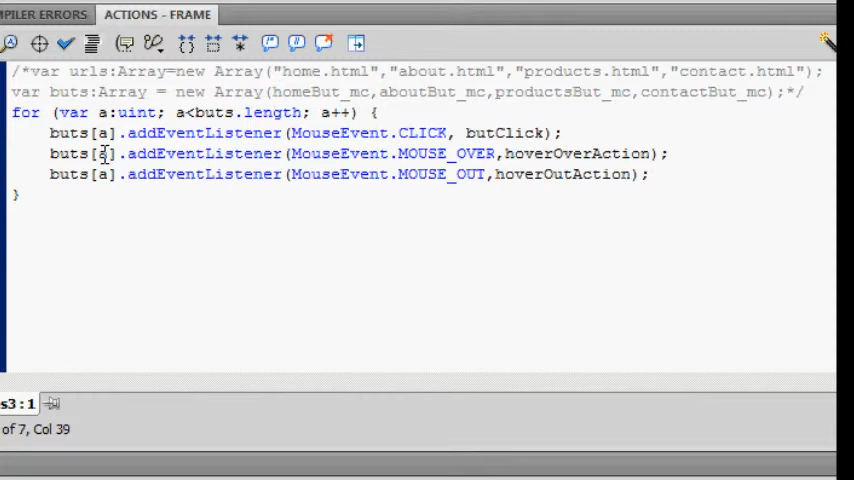 PILER ERRORS ACTIONS - FRAME
/*var urls:Array=new Array("home.html","about.html","products.html","contact.html");
var buts:Array = new Array(homeBut_mc,aboutBut_mc,productsBut_mc,contactBut_mc);*/
for (var a:uint; a<buts.length; a++) {
buts[a].addEventListener(MouseEvent.CLICK, butClick);
buts[a].addEventListener(MouseEvent.MOUSE_OVER,hoverOverAction);
buts[a].addEventListener(MouseEvent.MOUSE_OUT,hoverOutAction);
}
s3:1
of 7, Col 39